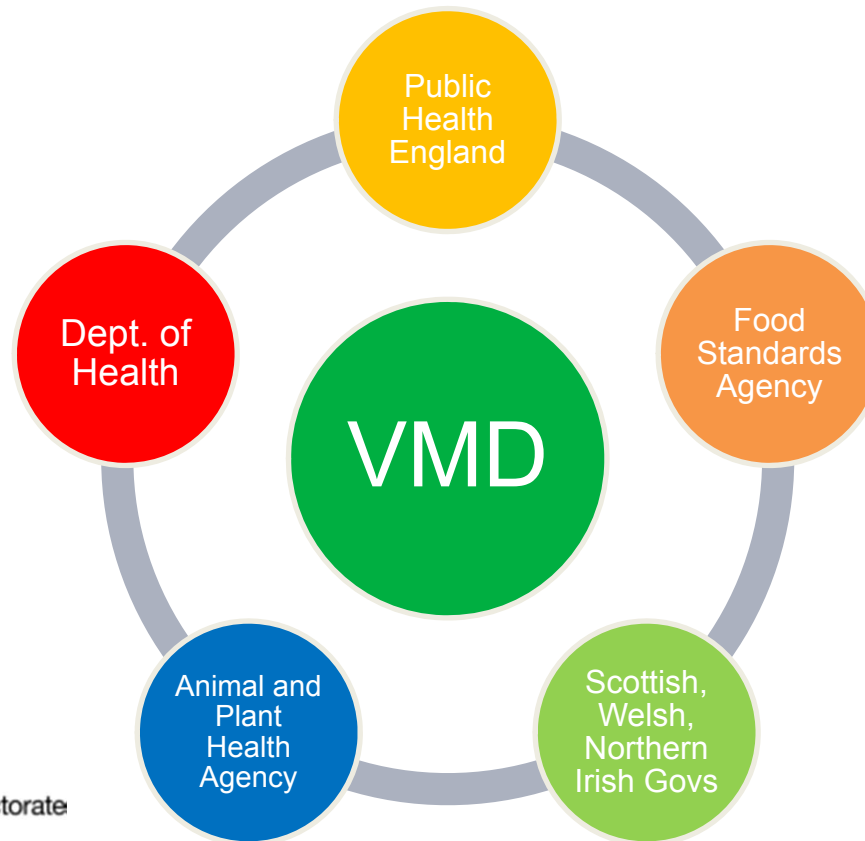 Public
Health
England
Dept. of
Health
Food
Standards
Agency
VMD
Animal and
Plant
Health
Agency
Scottish,
Welsh,
Northern
Irish Govs
storate